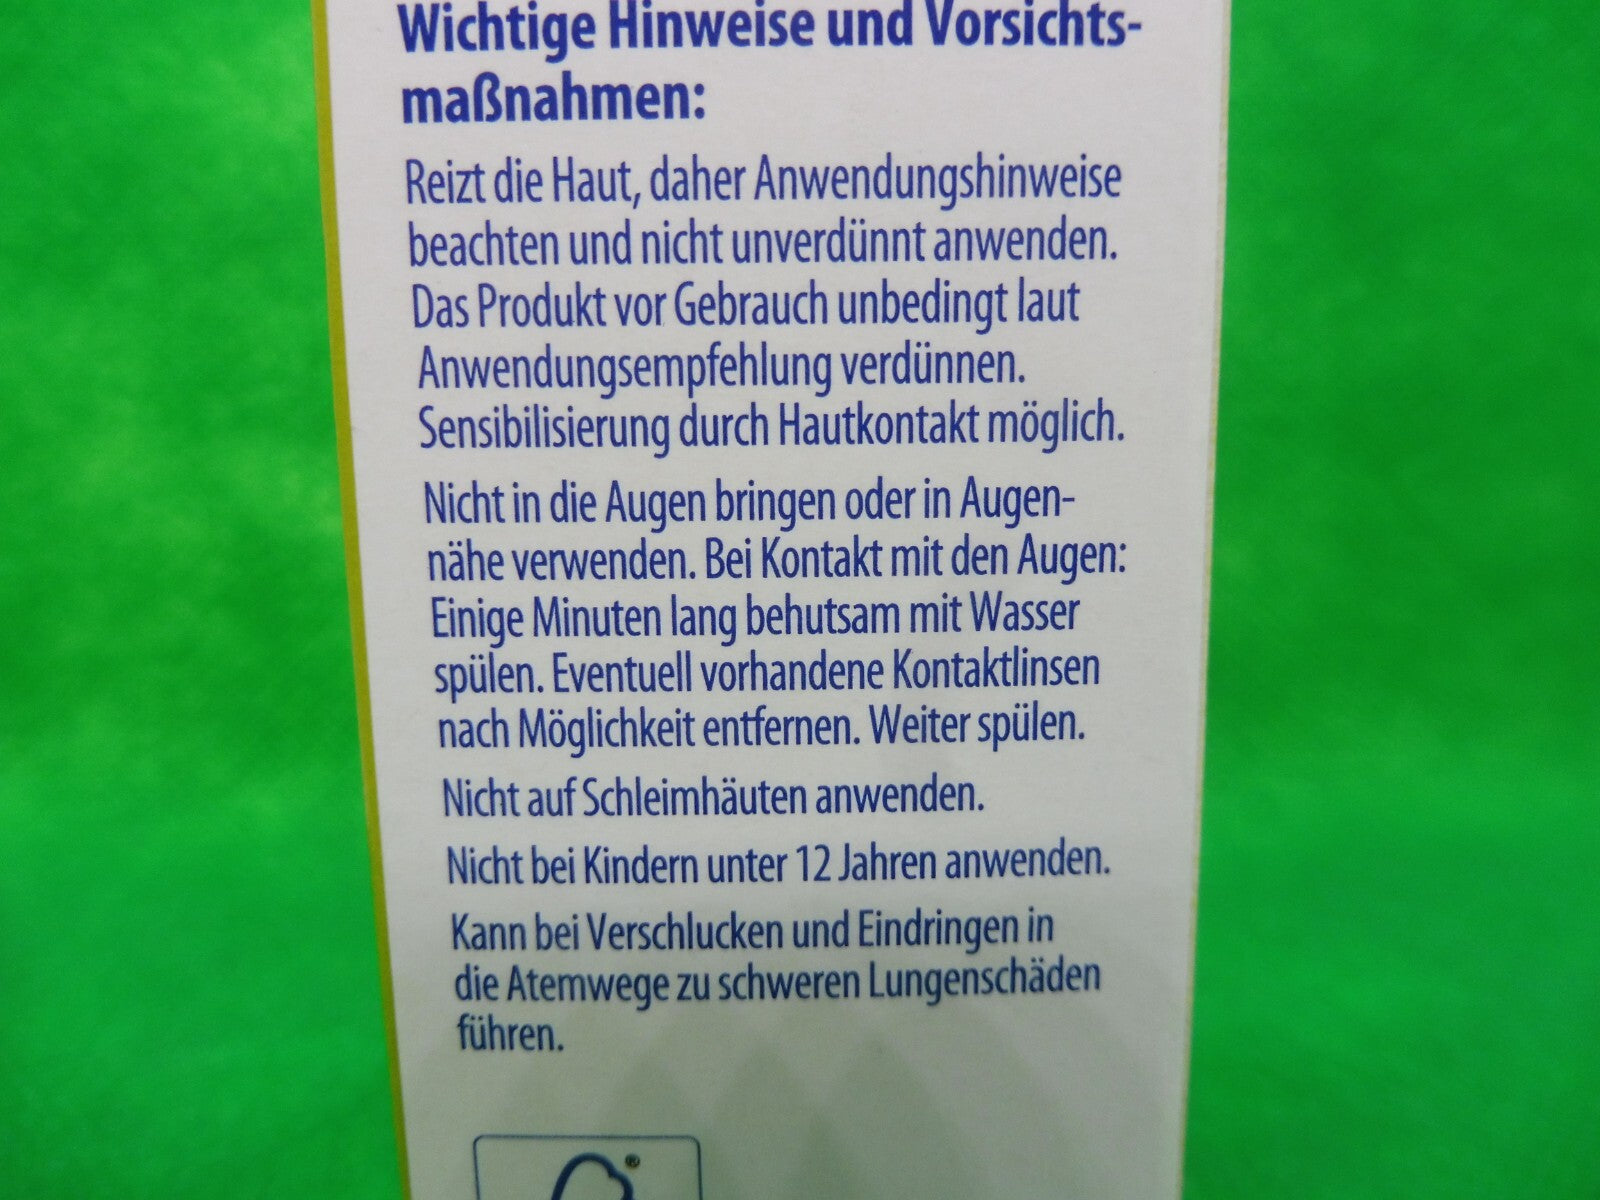 Wichtige Hinweise und Vorsichts-
maßnahmen:
Reizt die Haut, daher Anwendungshinweise
beachten und nicht unverdünnt anwenden.
Das Produkt vor Gebrauch unbedingt laut
Anwendungsempfehlung verdünnen.
Sensibilisierung durch Hautkontakt möglich.
Nicht in die Augen bringen oder in Augen-
nähe verwenden. Bei Kontakt mit den Augen:
Einige Minuten lang behutsam mit Wasser
spülen. Eventuell vorhandene Kontaktlinsen
nach Möglichkeit entfernen. Weiter spülen.
Nicht auf Schleimhäuten anwenden.
Nicht bei Kindern unter 12 Jahren anwenden.
Kann bei Verschlucken und Eindringen in
die Atemwege zu schweren Lungenschäden
führen.
®